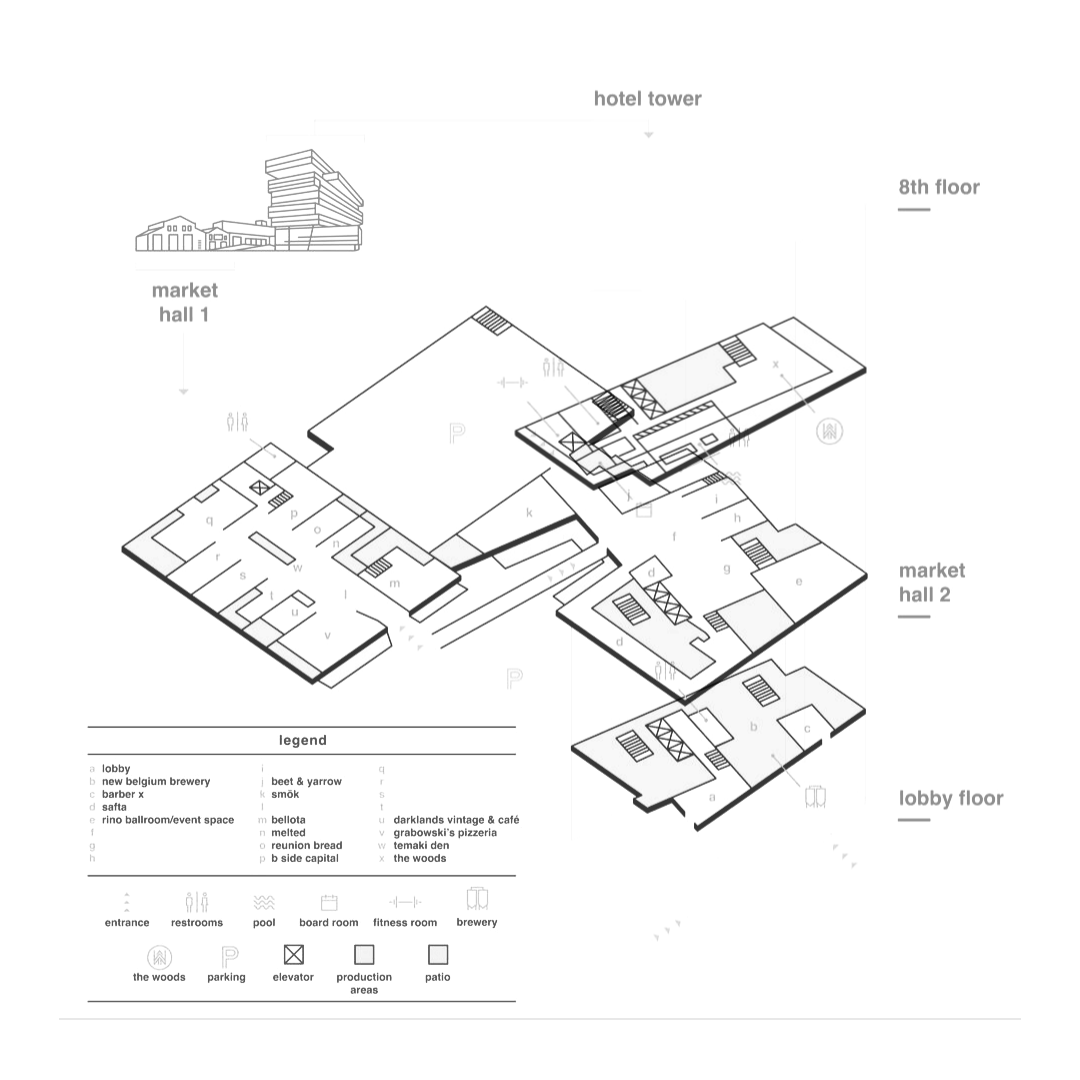 hotel tower
8th floor
market
hall 1
x
P
k
q
p
o
n
r
s
w
t
l
m
u
v
j
i
h
f
d
g
e
d
market
hall 2
P
b
c
a
lobby floor
legend
a lobby
b new belgium brewery
c barber x
d safta
e rino ballroom/event space
f
g
h
i
j beet & yarrow
k smök
l
m bellota
n melted
o reunion bread
p b side capital
q
r
s
t
u darklands vintage & café
v grabowski's pizzeria
w temaki den
x the woods
entrance restrooms pool board room fitness room brewery
P
the woods parking elevator production areas patio